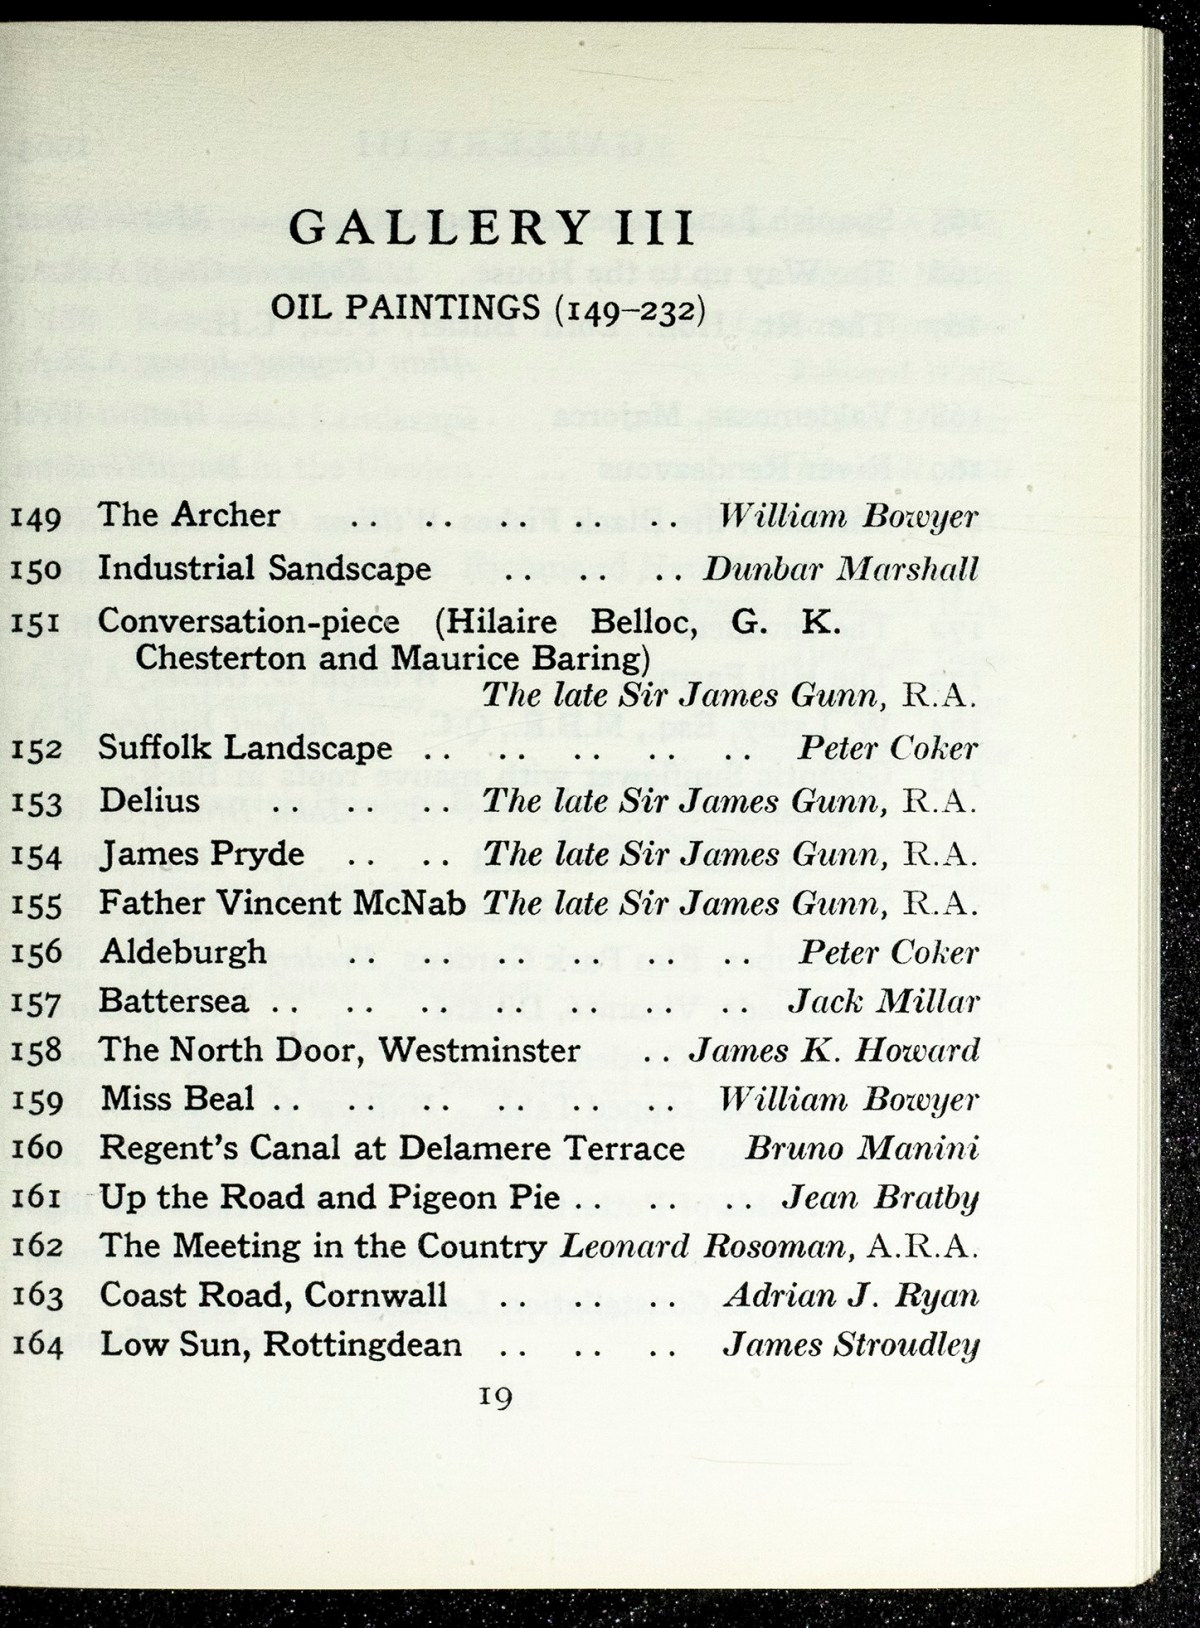 GALLERY III
OIL PAINTINGS (149–232)
149 The Archer .. .. .. .. .. William Bowyer
150 Industrial Sandscape .. .. .. Dunbar Marshall
151 Conversation-piece (Hilaire Belloc, G. K.
Chesterton and Maurice Baring)
The late Sir James Gunn, R.A.
152 Suffolk Landscape .. .. .. .. .. Peter Coker
153 Delius .. .. .. The late Sir James Gunn, R.A.
154 James Pryde .. .. The late Sir James Gunn, R.A.
155 Father Vincent McNab The late Sir James Gunn, R.A.
156 Aldeburgh .. .. .. .. .. .. Peter Coker
157 Battersea .. .. .. .. .. .. .. Jack Millar
158 The North Door, Westminster .. James K. Howard
159 Miss Beal .. .. .. .. .. .. William Bowyer
160 Regent's Canal at Delamere Terrace Bruno Manini
161 Up the Road and Pigeon Pie .. .. .. Jean Bratby
162 The Meeting in the Country Leonard Rosoman, A.R.A.
163 Coast Road, Cornwall .. .. .. Adrian J. Ryan
164 Low Sun, Rottingdean .. .. .. James Stroudley
19